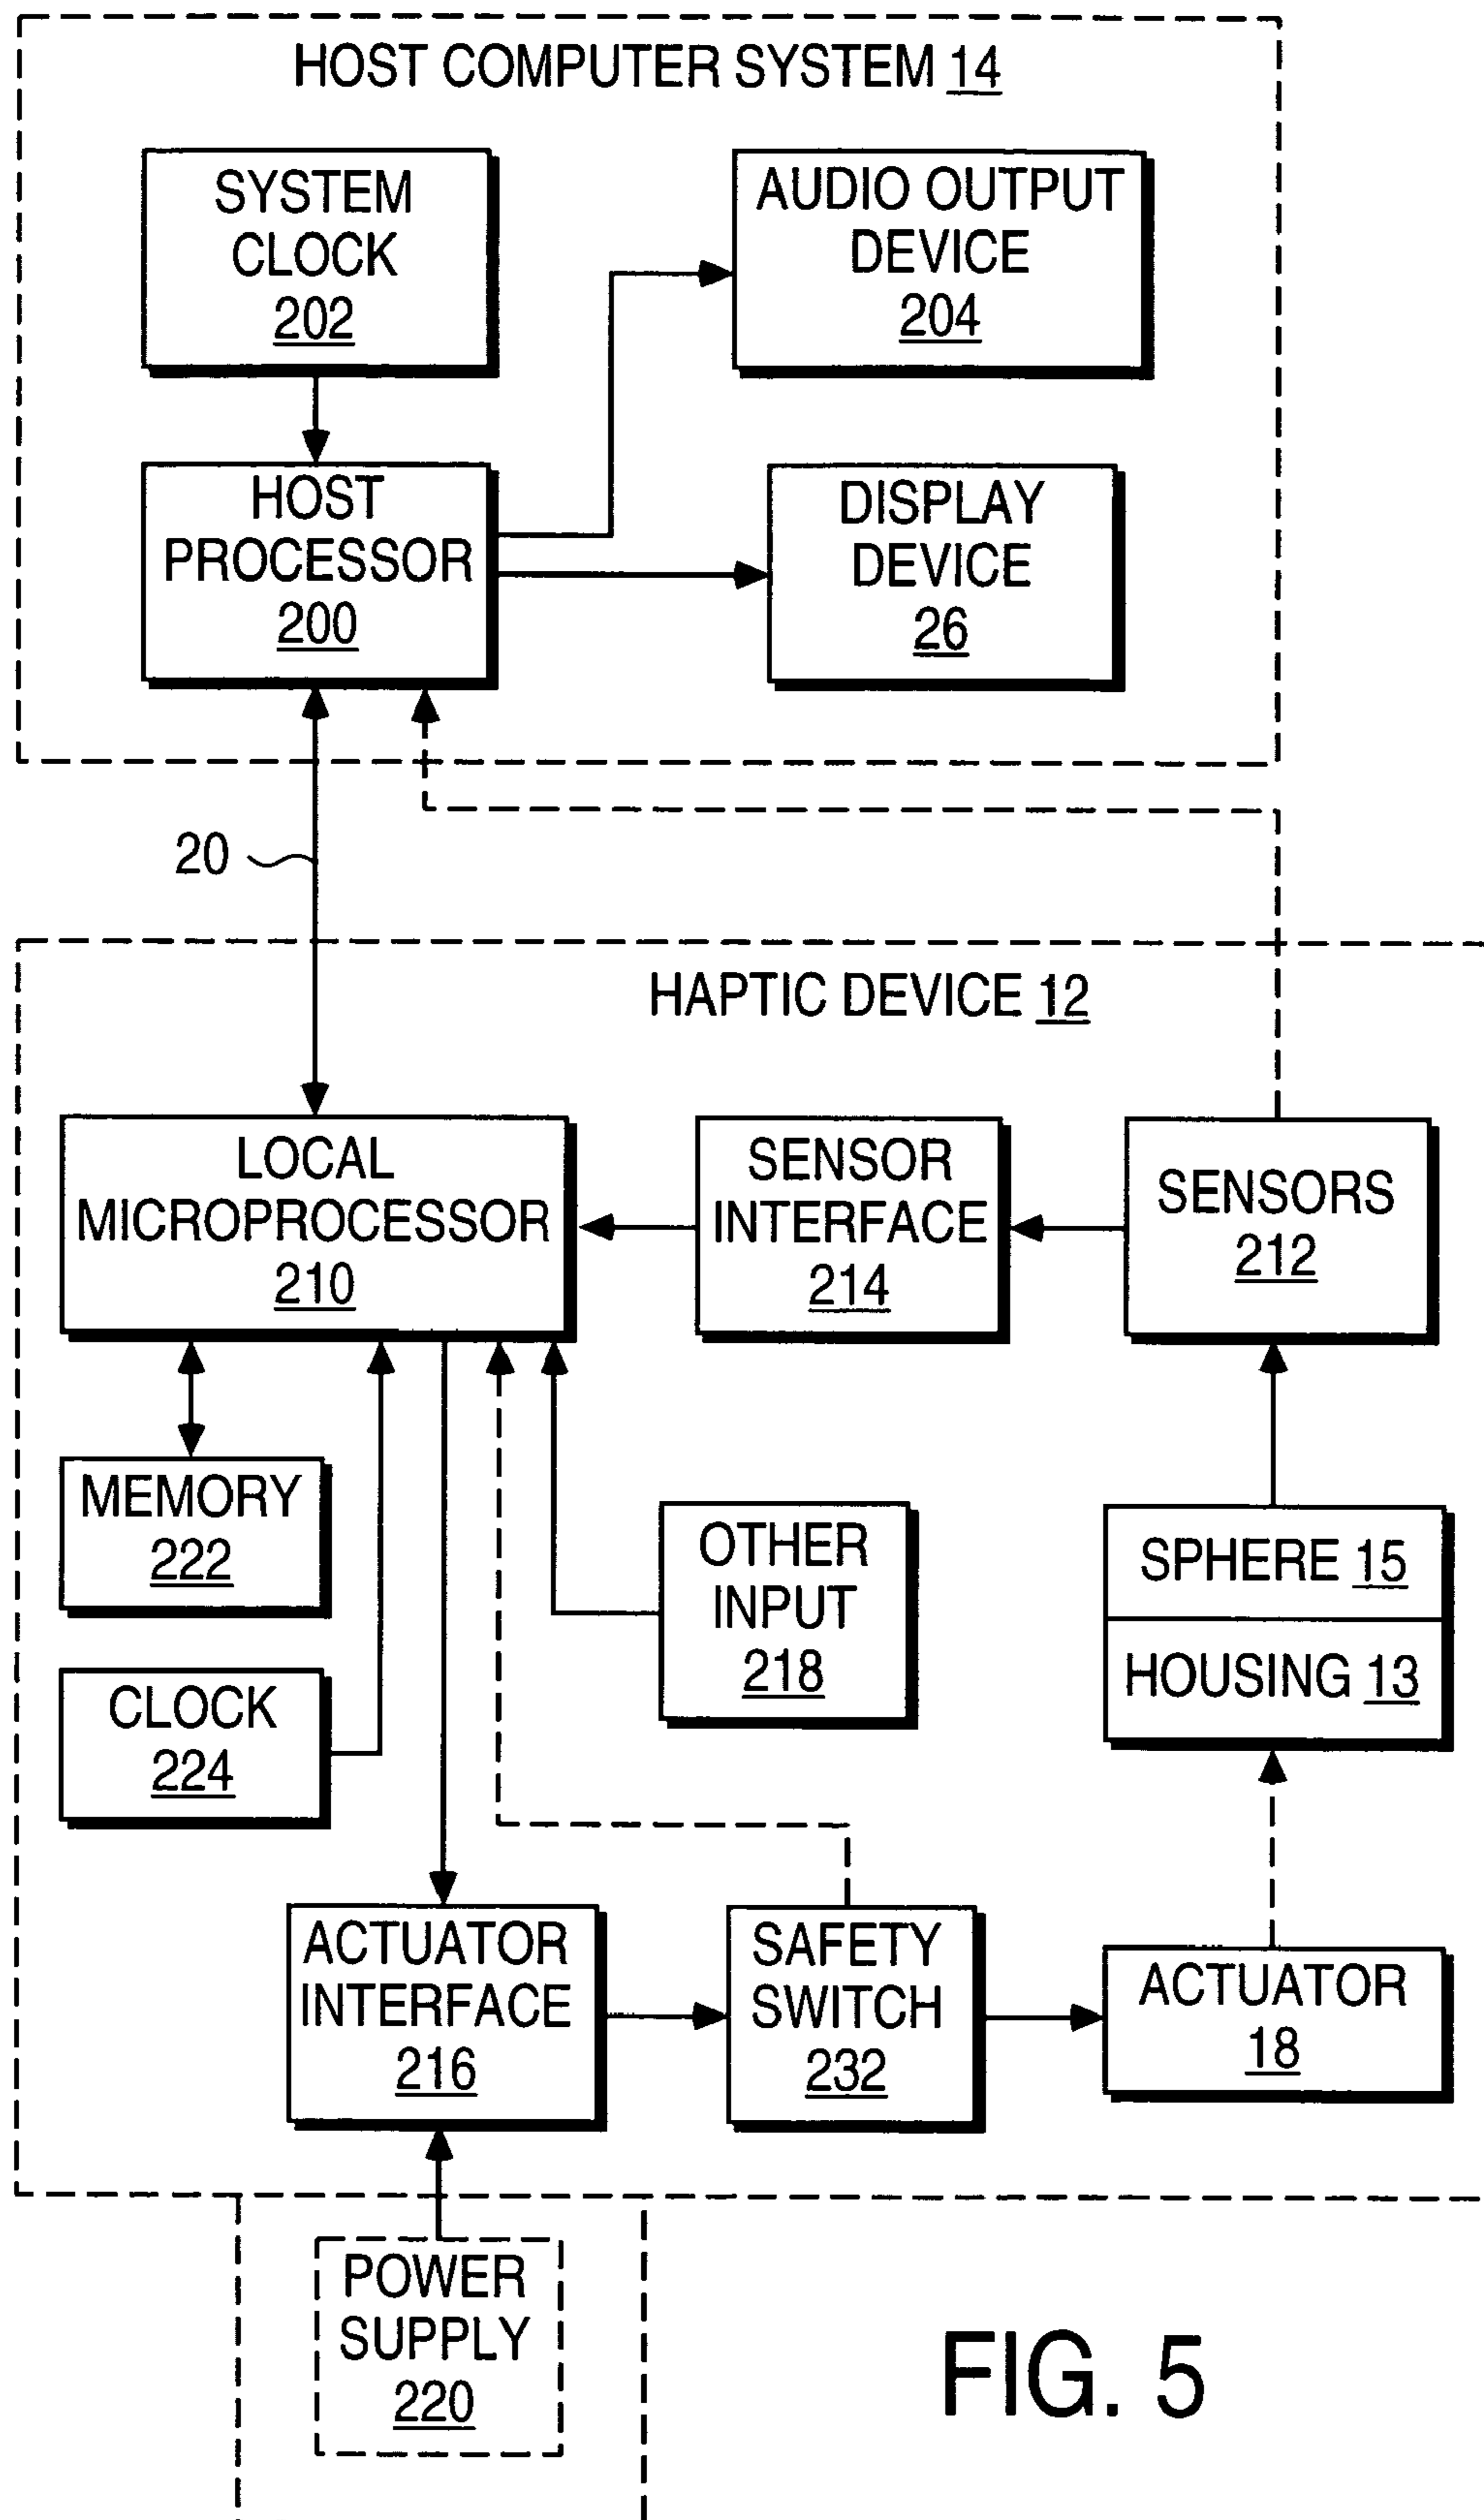 HOST COMPUTER SYSTEM 14
SYSTEM
CLOCK
202
AUDIO OUTPUT
DEVICE
204
HOST
PROCESSOR
200
DISPLAY
DEVICE
26
20
HAPTIC DEVICE 12
LOCAL
MICROPROCESSOR
210
SENSOR
INTERFACE
214
SENSORS
212
MEMORY
222
OTHER
INPUT
218
SPHERE 15
HOUSING 13
CLOCK
224
ACTUATOR
INTERFACE
216
SAFETY
SWITCH
232
ACTUATOR
18
POWER
SUPPLY
220
FIG. 5